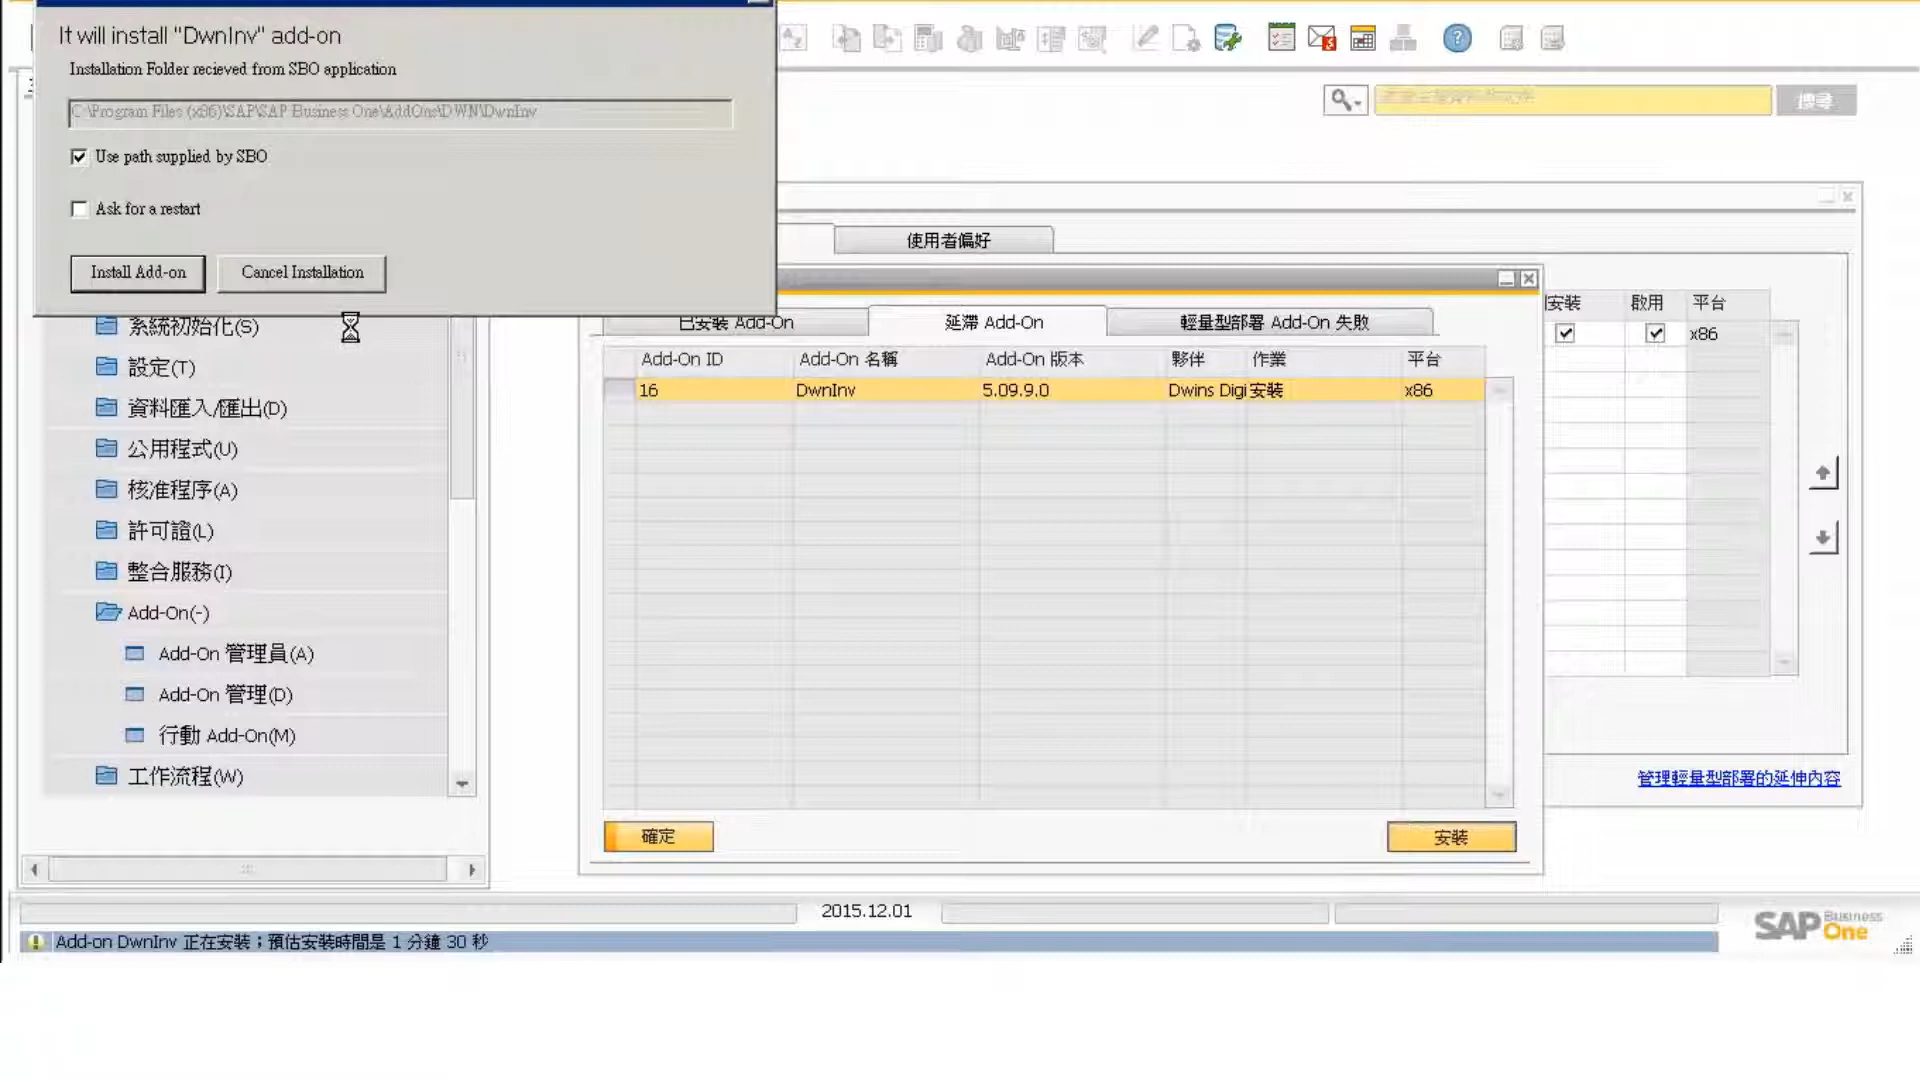 It will install "DwnInv" add-on
Installation Folder recieved from SBO application
C:\Program Files (x86)\SAP\SAP Business One\AddOns\DWN\DwnInv
Use path supplied by SBO
Ask for a restart
Install Add-on
Cancel Installation
搜尋
使用者偏好
安裝
啟用
平台
x86
系統初始化(S)
設定(T)
資料匯入/匯出(D)
公用程式(U)
核准程序(A)
許可證(L)
整合服務(I)
Add-On(-)
Add-On 管理員(A)
Add-On 管理(D)
行動 Add-On(M)
工作流程(W)
已安裝 Add-On
延滯 Add-On
輕量型部署 Add-On 失敗
Add-On ID
Add-On 名稱
Add-On 版本
夥伴
作業
平台
16
DwnInv
5.09.9.0
Dwins Digi
安裝
x86
確定
安裝
管理輕量型部署的延伸內容
2015.12.01
SAP Business One
Add-on DwnInv 正在安裝；預估安裝時間是 1 分鐘 30 秒